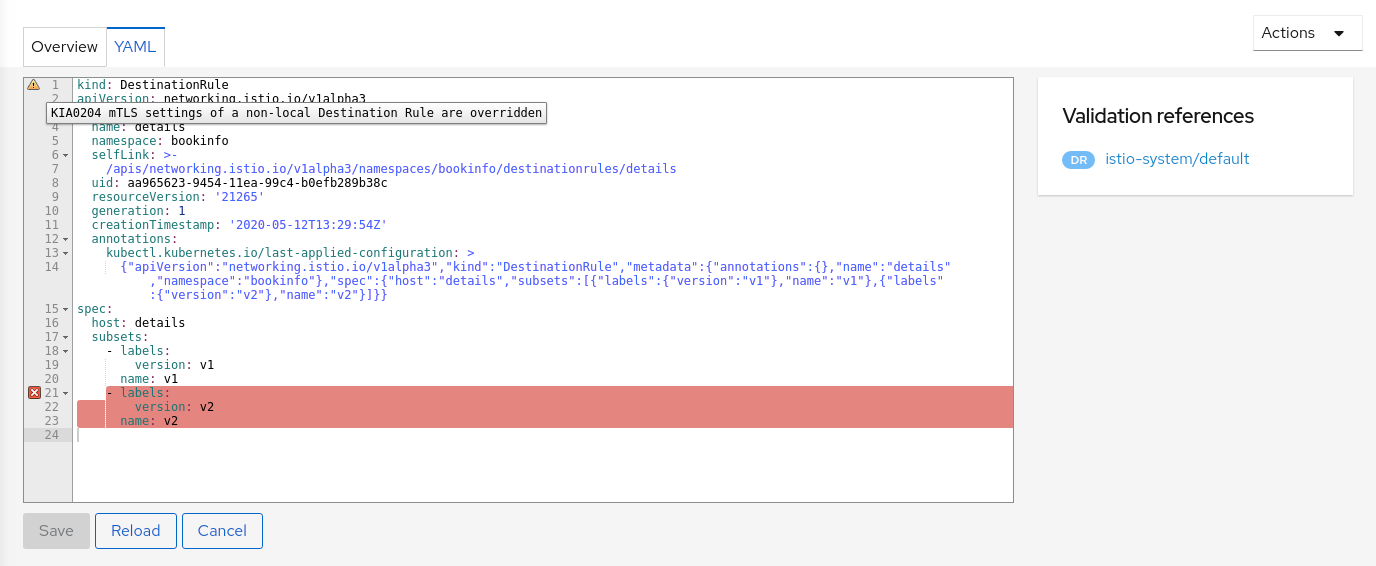 Overview
YAML
Actions
1 kind: DestinationRule
2 apiVersion: networking.istio.io/v1alpha3
KIA0204 mTLS settings of a non-local Destination Rule are overridden
4 name: details
5 namespace: bookinfo
6 selfLink: >-
7 /apis/networking.istio.io/v1alpha3/namespaces/bookinfo/destinationrules/details
8 uid: aa965623-9454-11ea-99c4-b0efb289b38c
9 resourceVersion: '21265'
10 generation: 1
11 creationTimestamp: '2020-05-12T13:29:54Z'
12 annotations:
13 kubectl.kubernetes.io/last-applied-configuration: >
14 {"apiVersion":"networking.istio.io/v1alpha3","kind":"DestinationRule","metadata":{"annotations":{},"name":"details"
,"namespace":"bookinfo"},"spec":{"host":"details","subsets":[{"labels":{"version":"v1"},"name":"v1"},{"labels"
:{"version":"v2"},"name":"v2"}]}}
15 spec:
16 host: details
17 subsets:
18 - labels:
19 version: v1
20 name: v1
21 - labels:
22 version: v2
23 name: v2
24
Validation references
DR istio-system/default
Save
Reload
Cancel